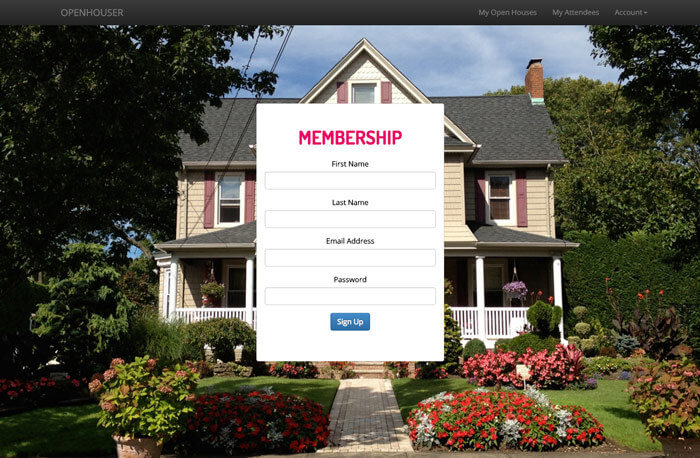 OPENHOUSER
My Open Houses
My Attendees
Account
MEMBERSHIP
First Name
Last Name
Email Address
Password
Sign Up